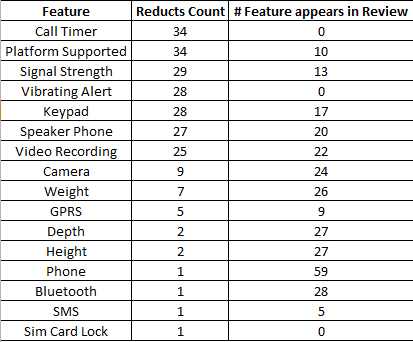 Feature Reducts Count # Feature appears in Review
Call Timer 34 0
Platform Supported 34 10
Signal Strength 29 13
Vibrating Alert 28 0
Keypad 28 17
Speaker Phone 27 20
Video Recording 25 22
Camera 9 24
Weight 7 26
GPRS 5 9
Depth 2 27
Height 2 27
Phone 1 59
Bluetooth 1 28
SMS 1 5
Sim Card Lock 1 0